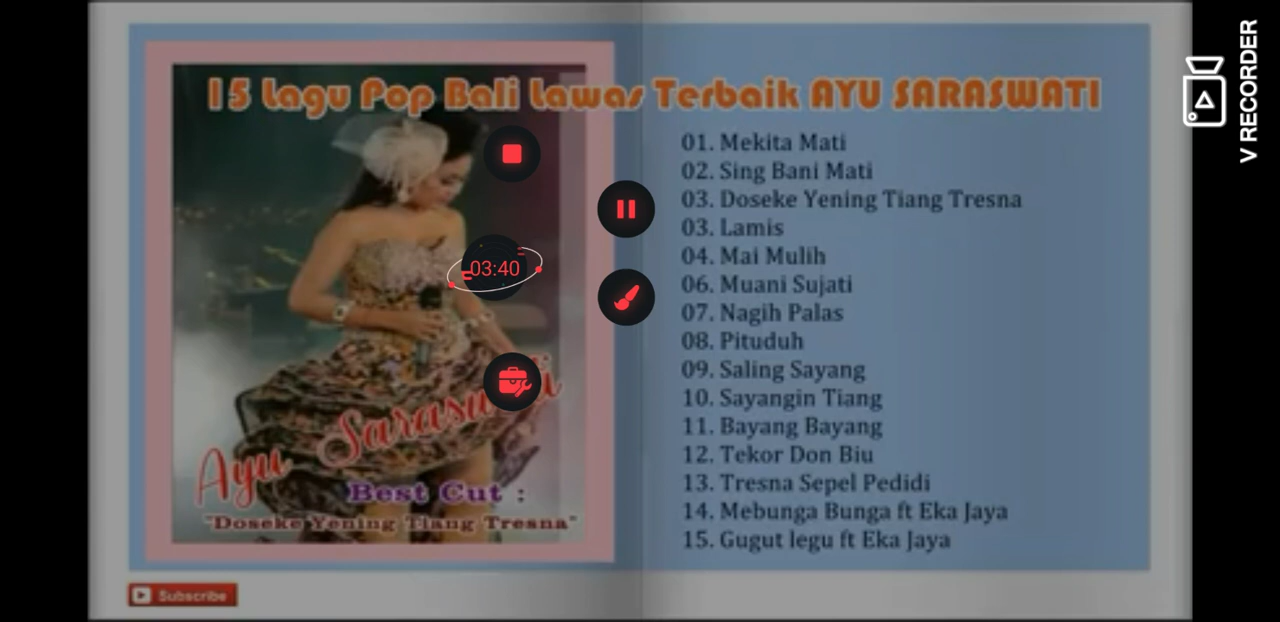 15 Lagu Pop Bali Lawas Terbaik AYU SARASWATI
01. Mekita Mati
02. Sing Bani Mati
03. Doseke Yening Tiang Tresna
03. Lamis
04. Mai Mulih
06. Muani Sujati
07. Nagih Palas
08. Pituduh
09. Saling Sayang
10. Sayangin Tiang
11. Bayang Bayang
12. Tekor Don Biu
13. Tresna Sepel Pedidi
14. Mebunga Bunga ft Eka Jaya
15. Gugut legu ft Eka Jaya
03:40
Ayu Saraswati
Best Cut :
"Doseke Yening Tiang Tresna"
Subscribe
V RECORDER